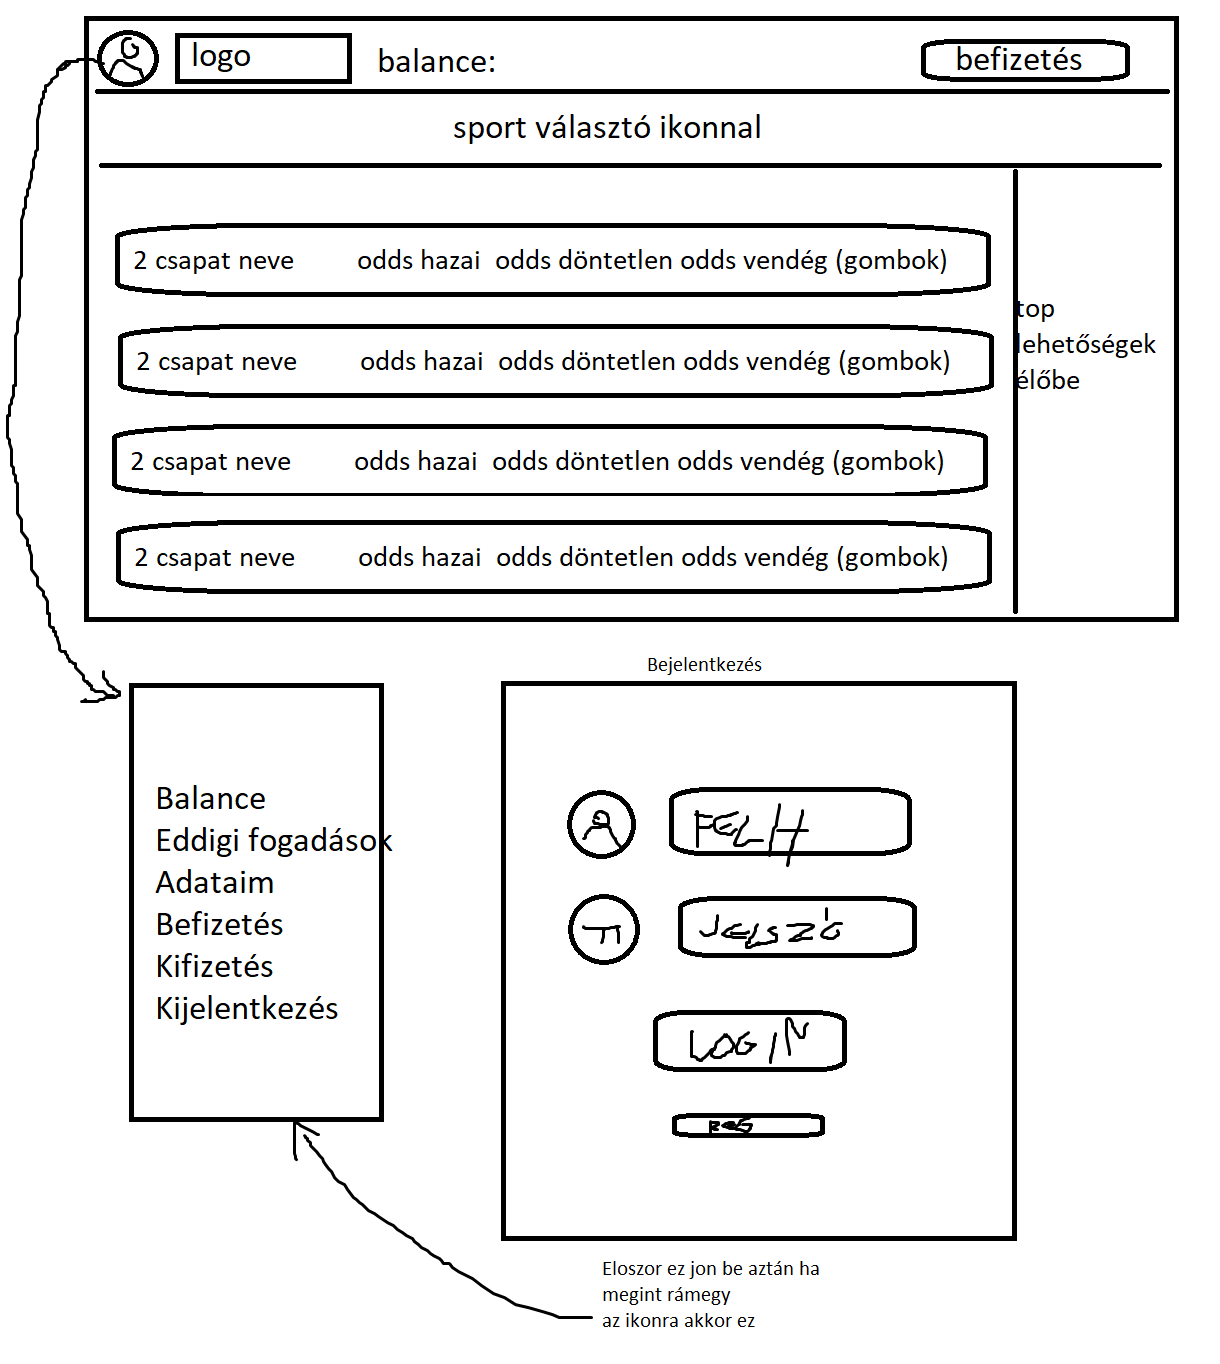 logo
balance:
befizetés
sport választó ikonnal
2 csapat neve odds hazai odds döntetlen odds vendég (gombok)
2 csapat neve odds hazai odds döntetlen odds vendég (gombok)
2 csapat neve odds hazai odds döntetlen odds vendég (gombok)
2 csapat neve odds hazai odds döntetlen odds vendég (gombok)
top
lehetőségek
élőbe
Balance
Eddigi fogadások
Adataim
Befizetés
Kifizetés
Kijelentkezés
Bejelentkezés
FELH
JELSZÓ
LOGIN
REG
Eloszor ez jon be aztán ha
megint rámegy
az ikonra akkor ez